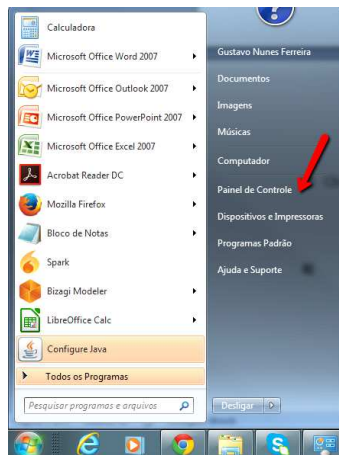 Calculadora
Microsoft Office Word 2007
Microsoft Office Outlook 2007
Microsoft Office PowerPoint 2007
Microsoft Office Excel 2007
Acrobat Reader DC
Mozilla Firefox
Bloco de Notas
Spark
Bizagi Modeler
LibreOffice Calc
Configure Java
Todos os Programas
Pesquisar programas e arquivos
Gustavo Nunes Ferreira
Documentos
Imagens
Músicas
Computador
Painel de Controle
Dispositivos e Impressoras
Programas Padrão
Ajuda e Suporte
Desligar